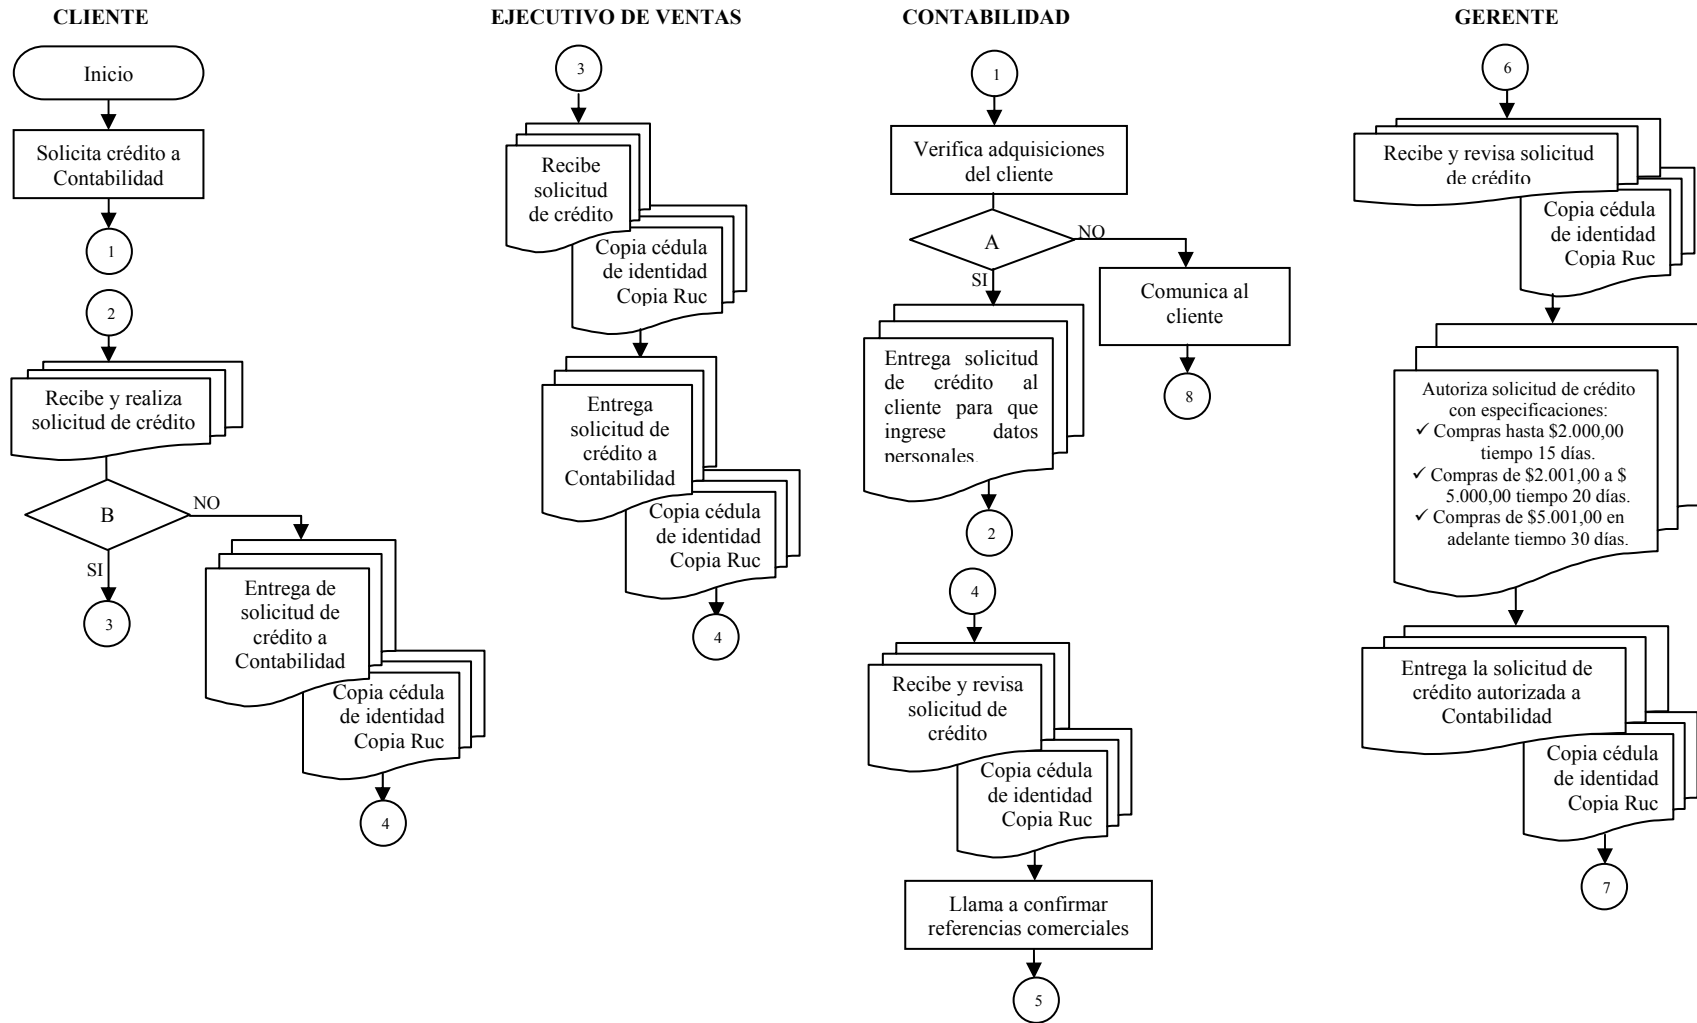 CLIENTE
Inicio
Solicita crédito a
Contabilidad
1
2
Recibe y realiza
solicitud de crédito
B
NO
SI
3
Entrega de
solicitud de
crédito a
Contabilidad
Copia cédula
de identidad
Copia Ruc
4
EJECUTIVO DE VENTAS
3
Recibe
solicitud
de crédito
Copia cédula
de identidad
Copia Ruc
Entrega
solicitud de
crédito a
Contabilidad
Copia cédula
de identidad
Copia Ruc
4
CONTABILIDAD
1
Verifica adquisiciones
del cliente
A
NO
SI
Comunica al
cliente
8
Entrega solicitud
de crédito al
cliente para que
ingrese datos
personales.
2
4
Recibe y revisa
solicitud de
crédito
Copia cédula
de identidad
Copia Ruc
Llama a confirmar
referencias comerciales
5
GERENTE
6
Recibe y revisa solicitud
de crédito
Copia cédula
de identidad
Copia Ruc
Autoriza solicitud de crédito
con especificaciones:
✓ Compras hasta $2.000,00
tiempo 15 días.
✓ Compras de $2.001,00 a $
5.000,00 tiempo 20 días.
✓ Compras de $5.001,00 en
adelante tiempo 30 días.
Entrega la solicitud de
crédito autorizada a
Contabilidad
Copia cédula
de identidad
Copia Ruc
7